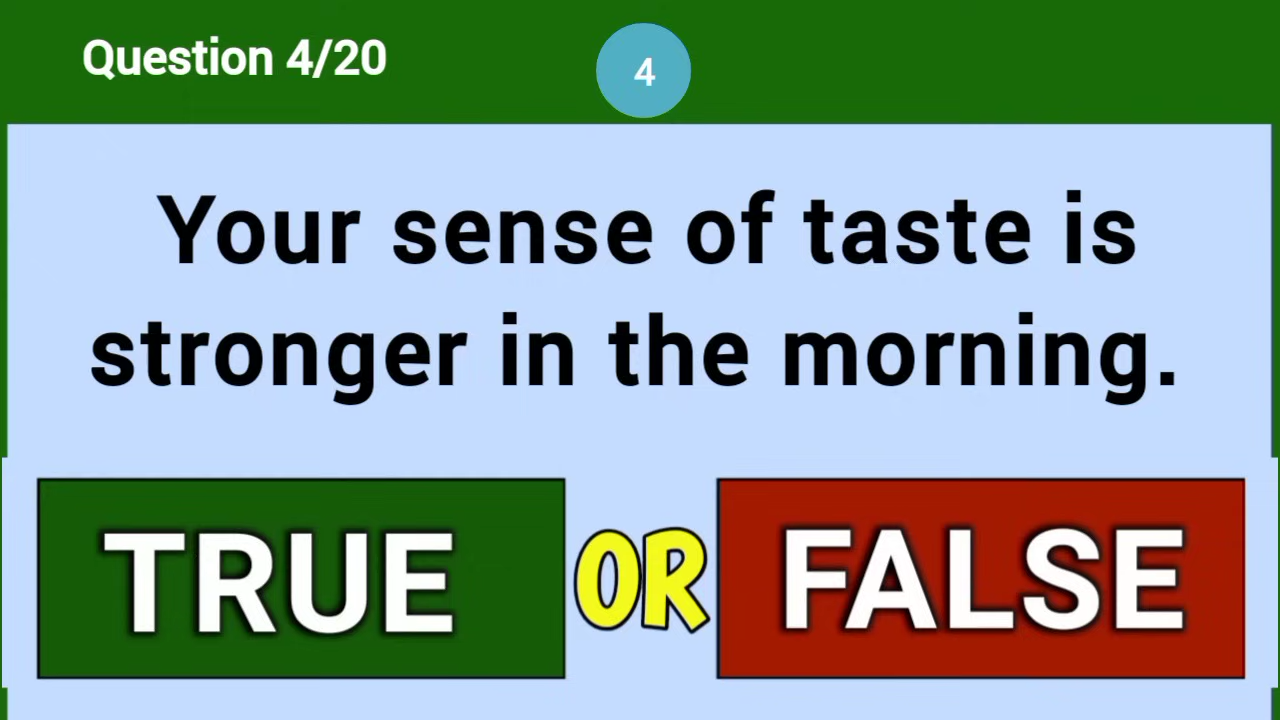 Question 4/20
4
Your sense of taste is
stronger in the morning.
TRUE OR FALSE